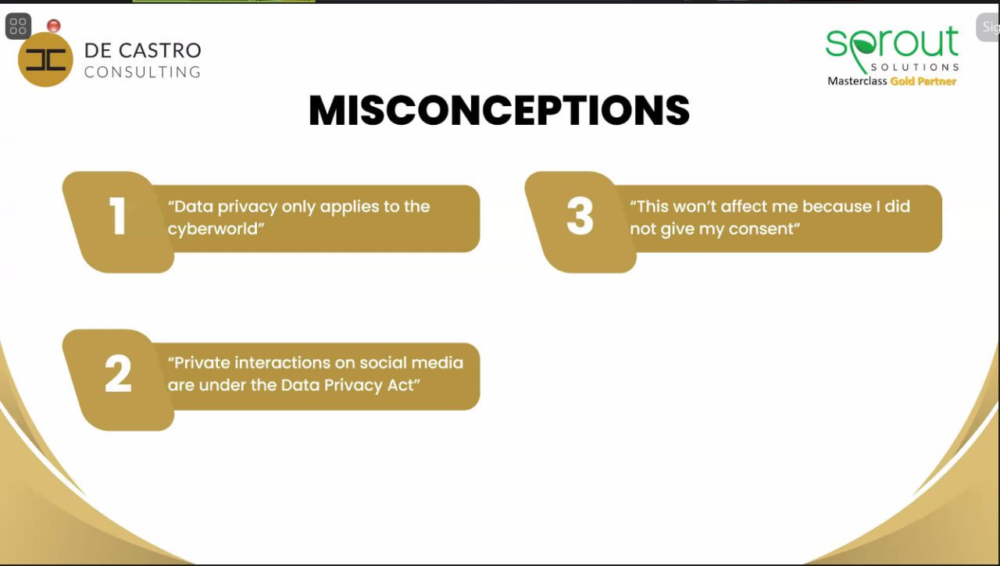 DE CASTRO
CONSULTING
sprout
SOLUTIONS
Masterclass Gold Partner
Sig
MISCONCEPTIONS
1
“Data privacy only applies to the
cyberworld”
2
“Private interactions on social media
are under the Data Privacy Act”
3
“This won’t affect me because I did
not give my consent”